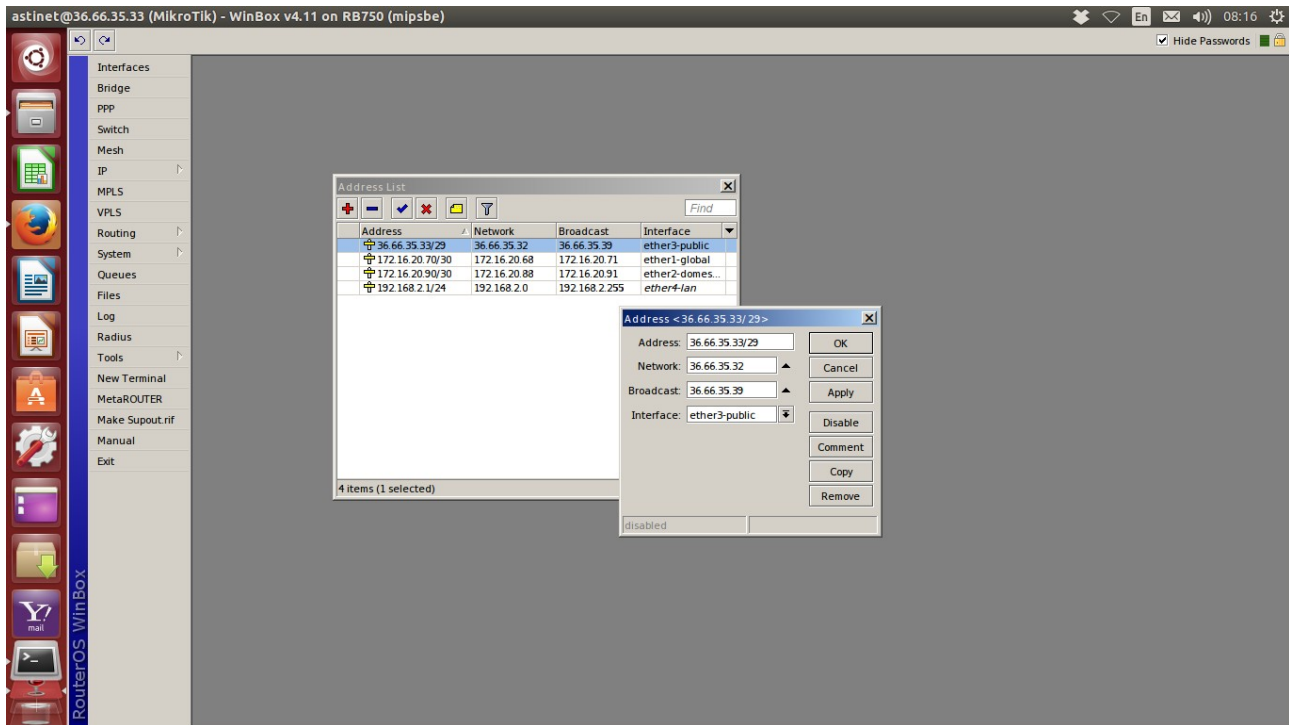 astinet@36.66.35.33 (MikroTik) - WinBox v4.11 on RB750 (mipsbe)
En
08:16
Hide Passwords
Interfaces
Bridge
PPP
Switch
Mesh
IP
MPLS
VPLS
Routing
System
Queues
Files
Log
Radius
Tools
New Terminal
MetaROUTER
Make Supout.rif
Manual
Exit
RouterOS WinBox
Y!
mail
Address List
Find
Address Network Broadcast Interface
36.66.35.33/29 36.66.35.32 36.66.35.39 ether3-public
172.16.20.70/30 172.16.20.68 172.16.20.71 ether1-global
172.16.20.90/30 172.16.20.88 172.16.20.91 ether2-domes...
192.168.2.1/24 192.168.2.0 192.168.2.255 ether4-lan
4 items (1 selected)
Address <36.66.35.33/29>
Address: 36.66.35.33/29
Network: 36.66.35.32
Broadcast: 36.66.35.39
Interface: ether3-public
OK
Cancel
Apply
Disable
Comment
Copy
Remove
disabled